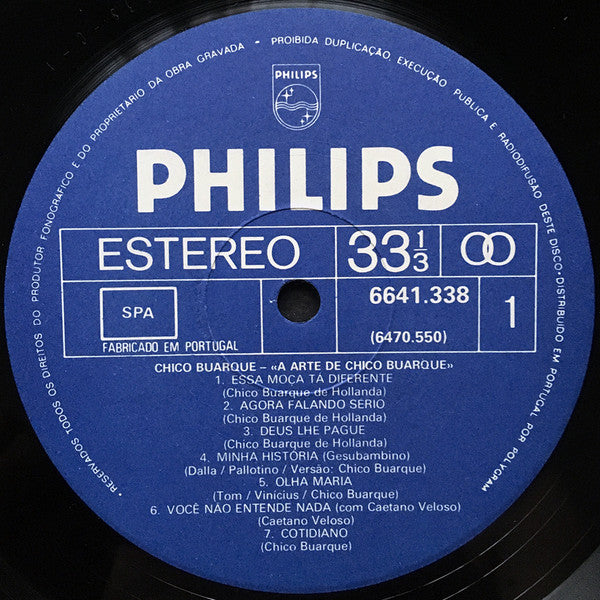 • RESERVADOS TODOS OS DIREITOS DO PRODUTOR FONOGRÁFICO E DO PROPRIETÁRIO DA OBRA GRAVADA - PROIBIDA DUPLICAÇÃO, EXECUÇÃO PUBLICA E RADIODIFUSÃO DESTE DISCO • DISTRIBUIDO EM PORTUGAL POR POLYGRAM
PHILIPS
PHILIPS
ESTEREO 33 1/3
SPA 6641.338 1
FABRICADO EM PORTUGAL (6470.550)
CHICO BUARQUE – «A ARTE DE CHICO BUARQUE»
1. ESSA MOÇA TÁ DIFERENTE
(Chico Buarque de Hollanda)
2. AGORA FALANDO SERIO
(Chico Buarque de Hollanda)
3. DEUS LHE PAGUE
(Chico Buarque de Hollanda)
4. MINHA HISTÓRIA (Gesubambino)
(Dalla / Pallotino / Versão: Chico Buarque)
5. OLHA MARIA
(Tom / Vinícius / Chico Buarque)
6. VOCÊ NÃO ENTENDE NADA (com Caetano Veloso)
(Caetano Veloso)
7. COTIDIANO
(Chico Buarque)